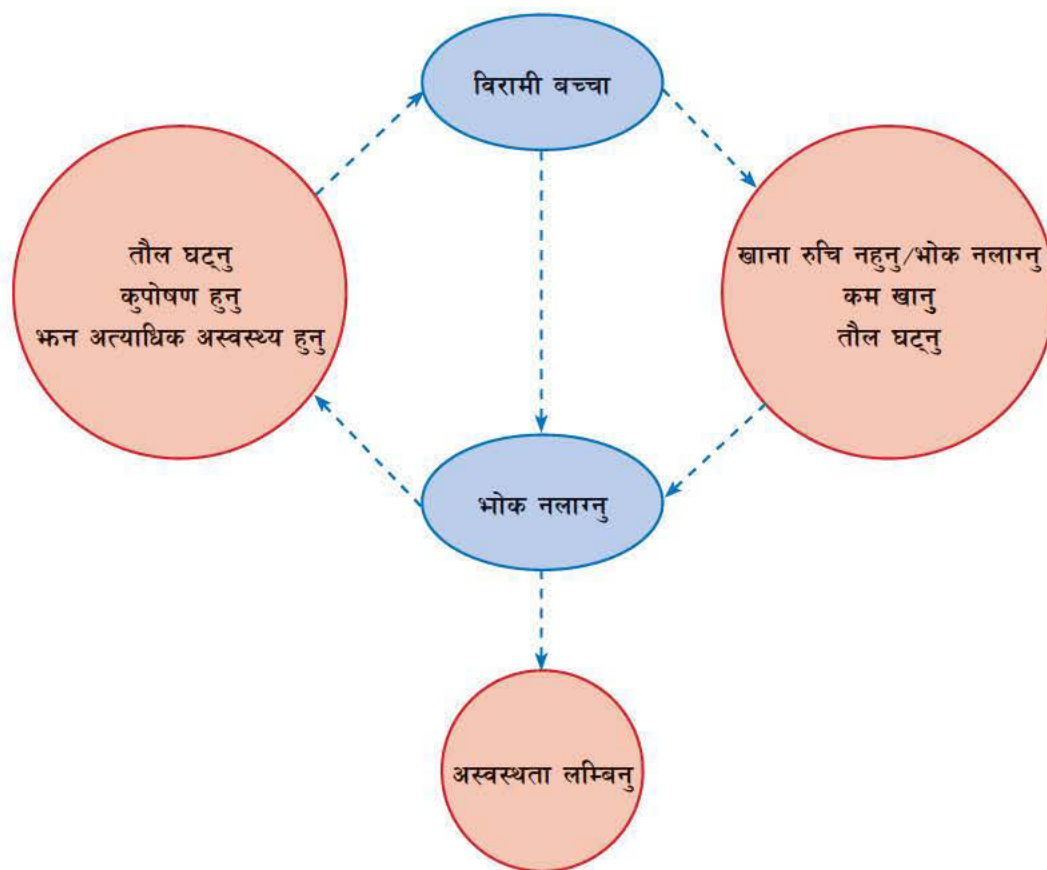 विरामी बच्चा
तौल घट्नु
कुपोषण हुनु
झन अत्याधिक अस्वस्थ्य हुनु
खाना रुचि नहुनु/भोक नलाग्नु
कम खानु
तौल घट्नु
भोक नलाग्नु
अस्वस्थता लम्बिनु